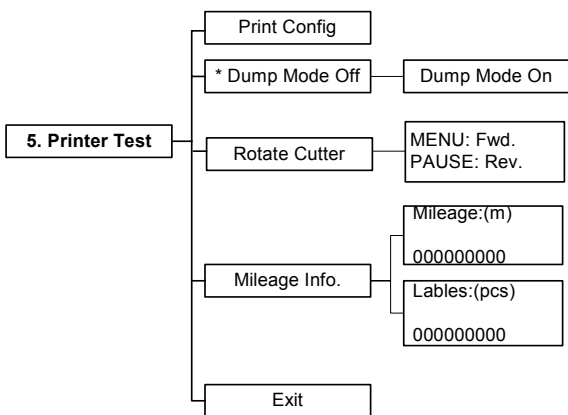 Print Config
* Dump Mode Off
Dump Mode On
5. Printer Test
Rotate Cutter
MENU: Fwd.
PAUSE: Rev.
Mileage Info.
Mileage:(m)
000000000
Lables:(pcs)
000000000
Exit